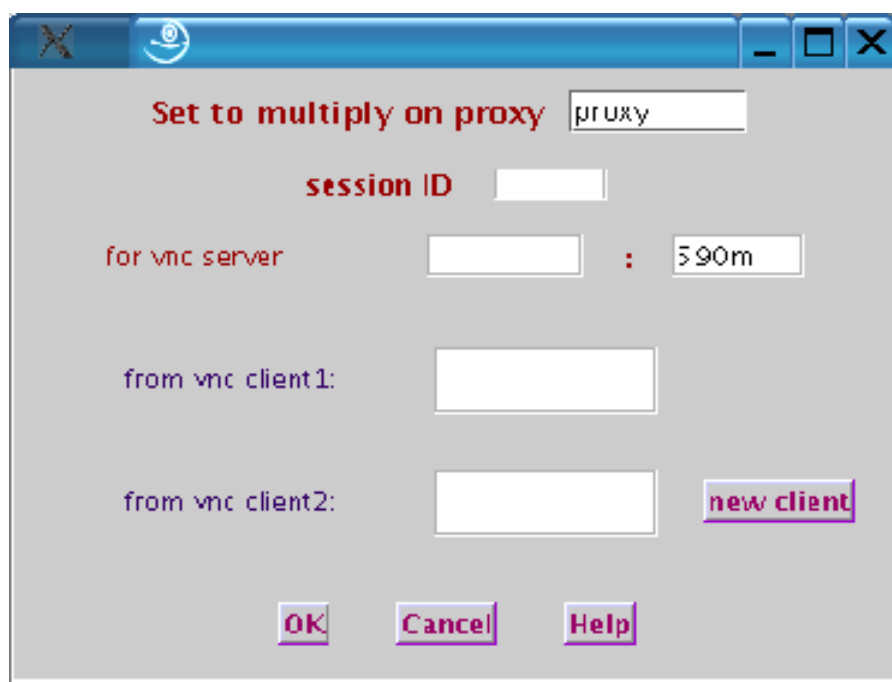 Set to multiply on proxy proxy
session ID
for vnc server : 590m
from vnc client1:
from vnc client2: new client
OK Cancel Help